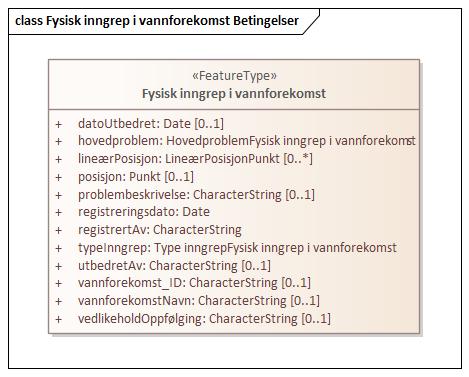 class Fysisk inngrep i vannforekomst Betingelser
«FeatureType»
Fysisk inngrep i vannforekomst
+ datoUtbedret: Date [0..1]
+ hovedproblem: HovedproblemFysisk inngrep i vannforekomst
+ lineærPosisjon: LineærPosisjonPunkt [0..*]
+ posisjon: Punkt [0..1]
+ problembeskrivelse: CharacterString [0..1]
+ registreringsdato: Date
+ registrertAv: CharacterString
+ typeInngrep: Type inngrepFysisk inngrep i vannforekomst
+ utbedretAv: CharacterString [0..1]
+ vannforekomst_ID: CharacterString [0..1]
+ vannforekomstNavn: CharacterString [0..1]
+ vedlikeholdOppfølging: CharacterString [0..1]